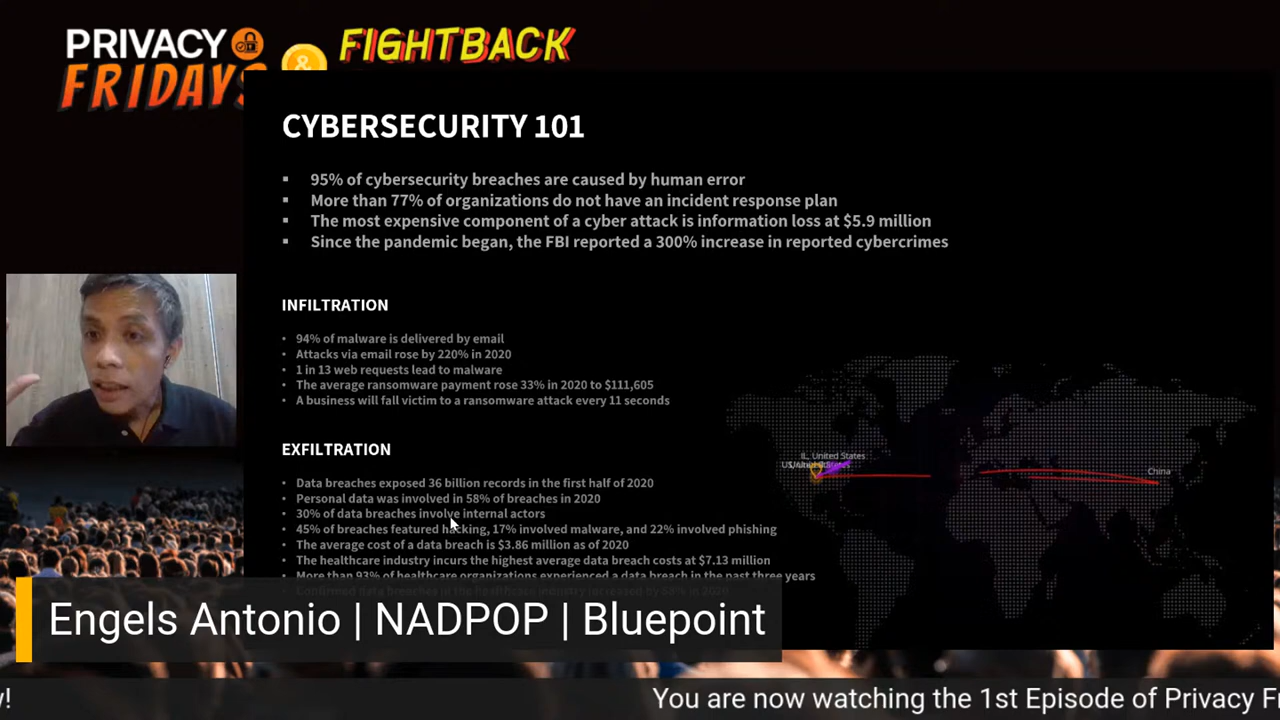 PRIVACY
FRIDAYS
& FIGHTBACK
CYBERSECURITY 101
▪ 95% of cybersecurity breaches are caused by human error
▪ More than 77% of organizations do not have an incident response plan
▪ The most expensive component of a cyber attack is information loss at $5.9 million
▪ Since the pandemic began, the FBI reported a 300% increase in reported cybercrimes
INFILTRATION
• 94% of malware is delivered by email
• Attacks via email rose by 220% in 2020
• 1 in 13 web requests lead to malware
• The average ransomware payment rose 33% in 2020 to $111,605
• A business will fall victim to a ransomware attack every 11 seconds
EXFILTRATION
• Data breaches exposed 36 billion records in the first half of 2020
• Personal data was involved in 58% of breaches in 2020
• 30% of data breaches involve internal actors
• 45% of breaches featured hacking, 17% involved malware, and 22% involved phishing
• The average cost of a data breach is $3.86 million as of 2020
• The healthcare industry incurs the highest average data breach costs at $7.13 million
• More than 93% of healthcare organizations experienced a data breach in the past three years
IL, United States
China
Engels Antonio | NADPOP | Bluepoint
y! You are now watching the 1st Episode of Privacy F